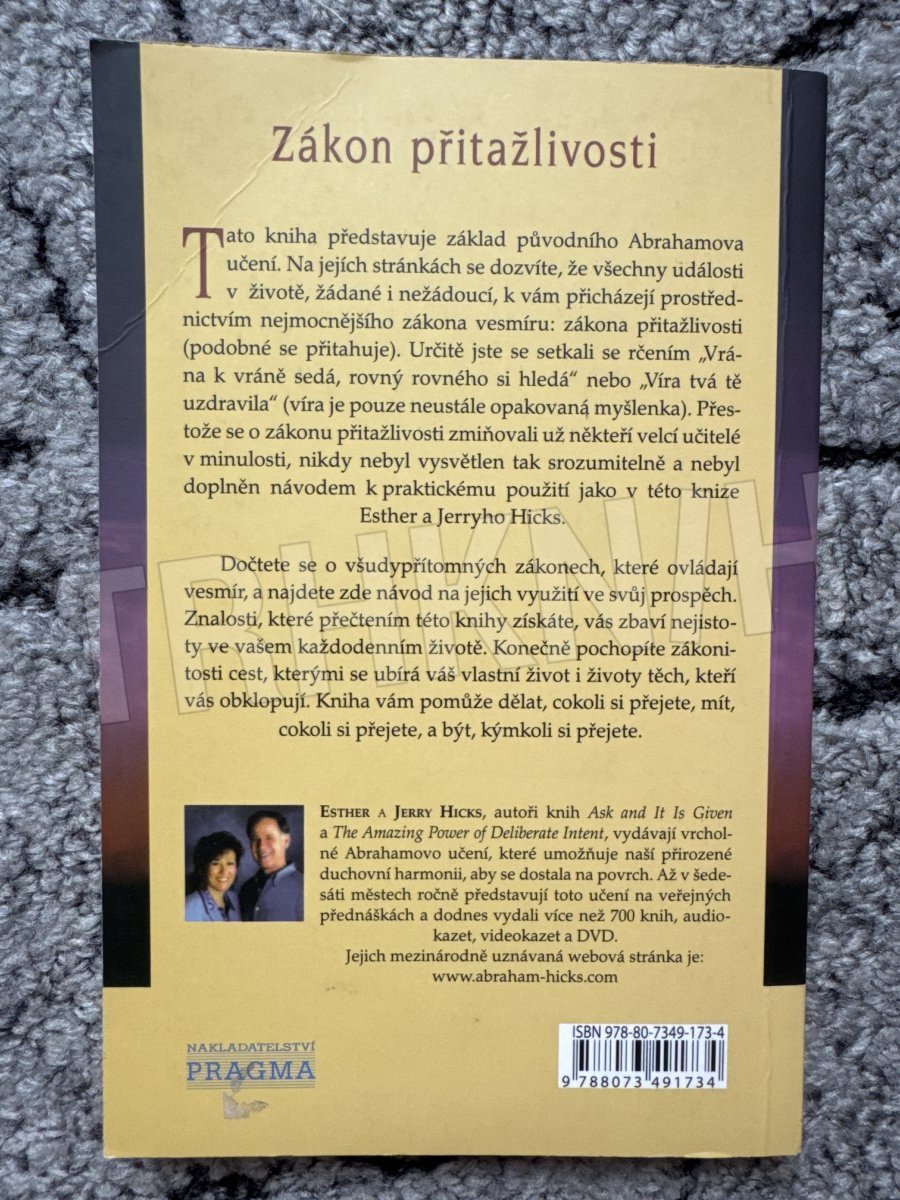 Zákon přitažlivosti
Tato kniha představuje základ původního Abrahamova
učení. Na jejích stránkách se dozvíte, že všechny události
v životě, žádané i nežádoucí, k vám přicházejí prostřed-
nictvím nejmocnějšího zákona vesmíru: zákona přitažlivosti
(podobné se přitahuje). Určitě jste se setkali se rčením „Vrá-
na k vráně sedá, rovný rovného si hledá“ nebo „Víra tvá tě
uzdravila“ (víra je pouze neustále opakovaná myšlenka). Přes-
tože se o zákonu přitažlivosti zmiňovali už někteří velcí učitelé
v minulosti, nikdy nebyl vysvětlen tak srozumitelně a nebyl
doplněn návodem k praktickému použití jako v této knize
Esther a Jerryho Hicks.
Dočtete se o všudypřítomných zákonech, které ovládají
vesmír, a najdete zde návod na jejich využití ve svůj prospěch.
Znalosti, které přečtením této knihy získáte, vás zbaví nejisto-
ty ve vašem každodenním životě. Konečně pochopíte zákoni-
tosti cest, kterými se ubírá váš vlastní život i životy těch, kteří
vás obklopují. Kniha vám pomůže dělat, cokoli si přejete, mít,
cokoli si přejete, a být, kýmkoli si přejete.
ESTHER A JERRY HICKS, autoři knih Ask and It Is Given
a The Amazing Power of Deliberate Intent, vydávají vrchol-
né Abrahamovo učení, které umožňuje naší přirozené
duchovní harmonii, aby se dostala na povrch. Až v šede-
sáti městech ročně představují toto učení na veřejných
přednáškách a dodnes vydali více než 700 knih, audio-
kazet, videokazet a DVD.
Jejich mezinárodně uznávaná webová stránka je:
www.abraham-hicks.com
NAKLADATELSTVÍ
PRAGMA
ISBN 978-80-7349-173-4
9 788073 491734
TRHKNIH